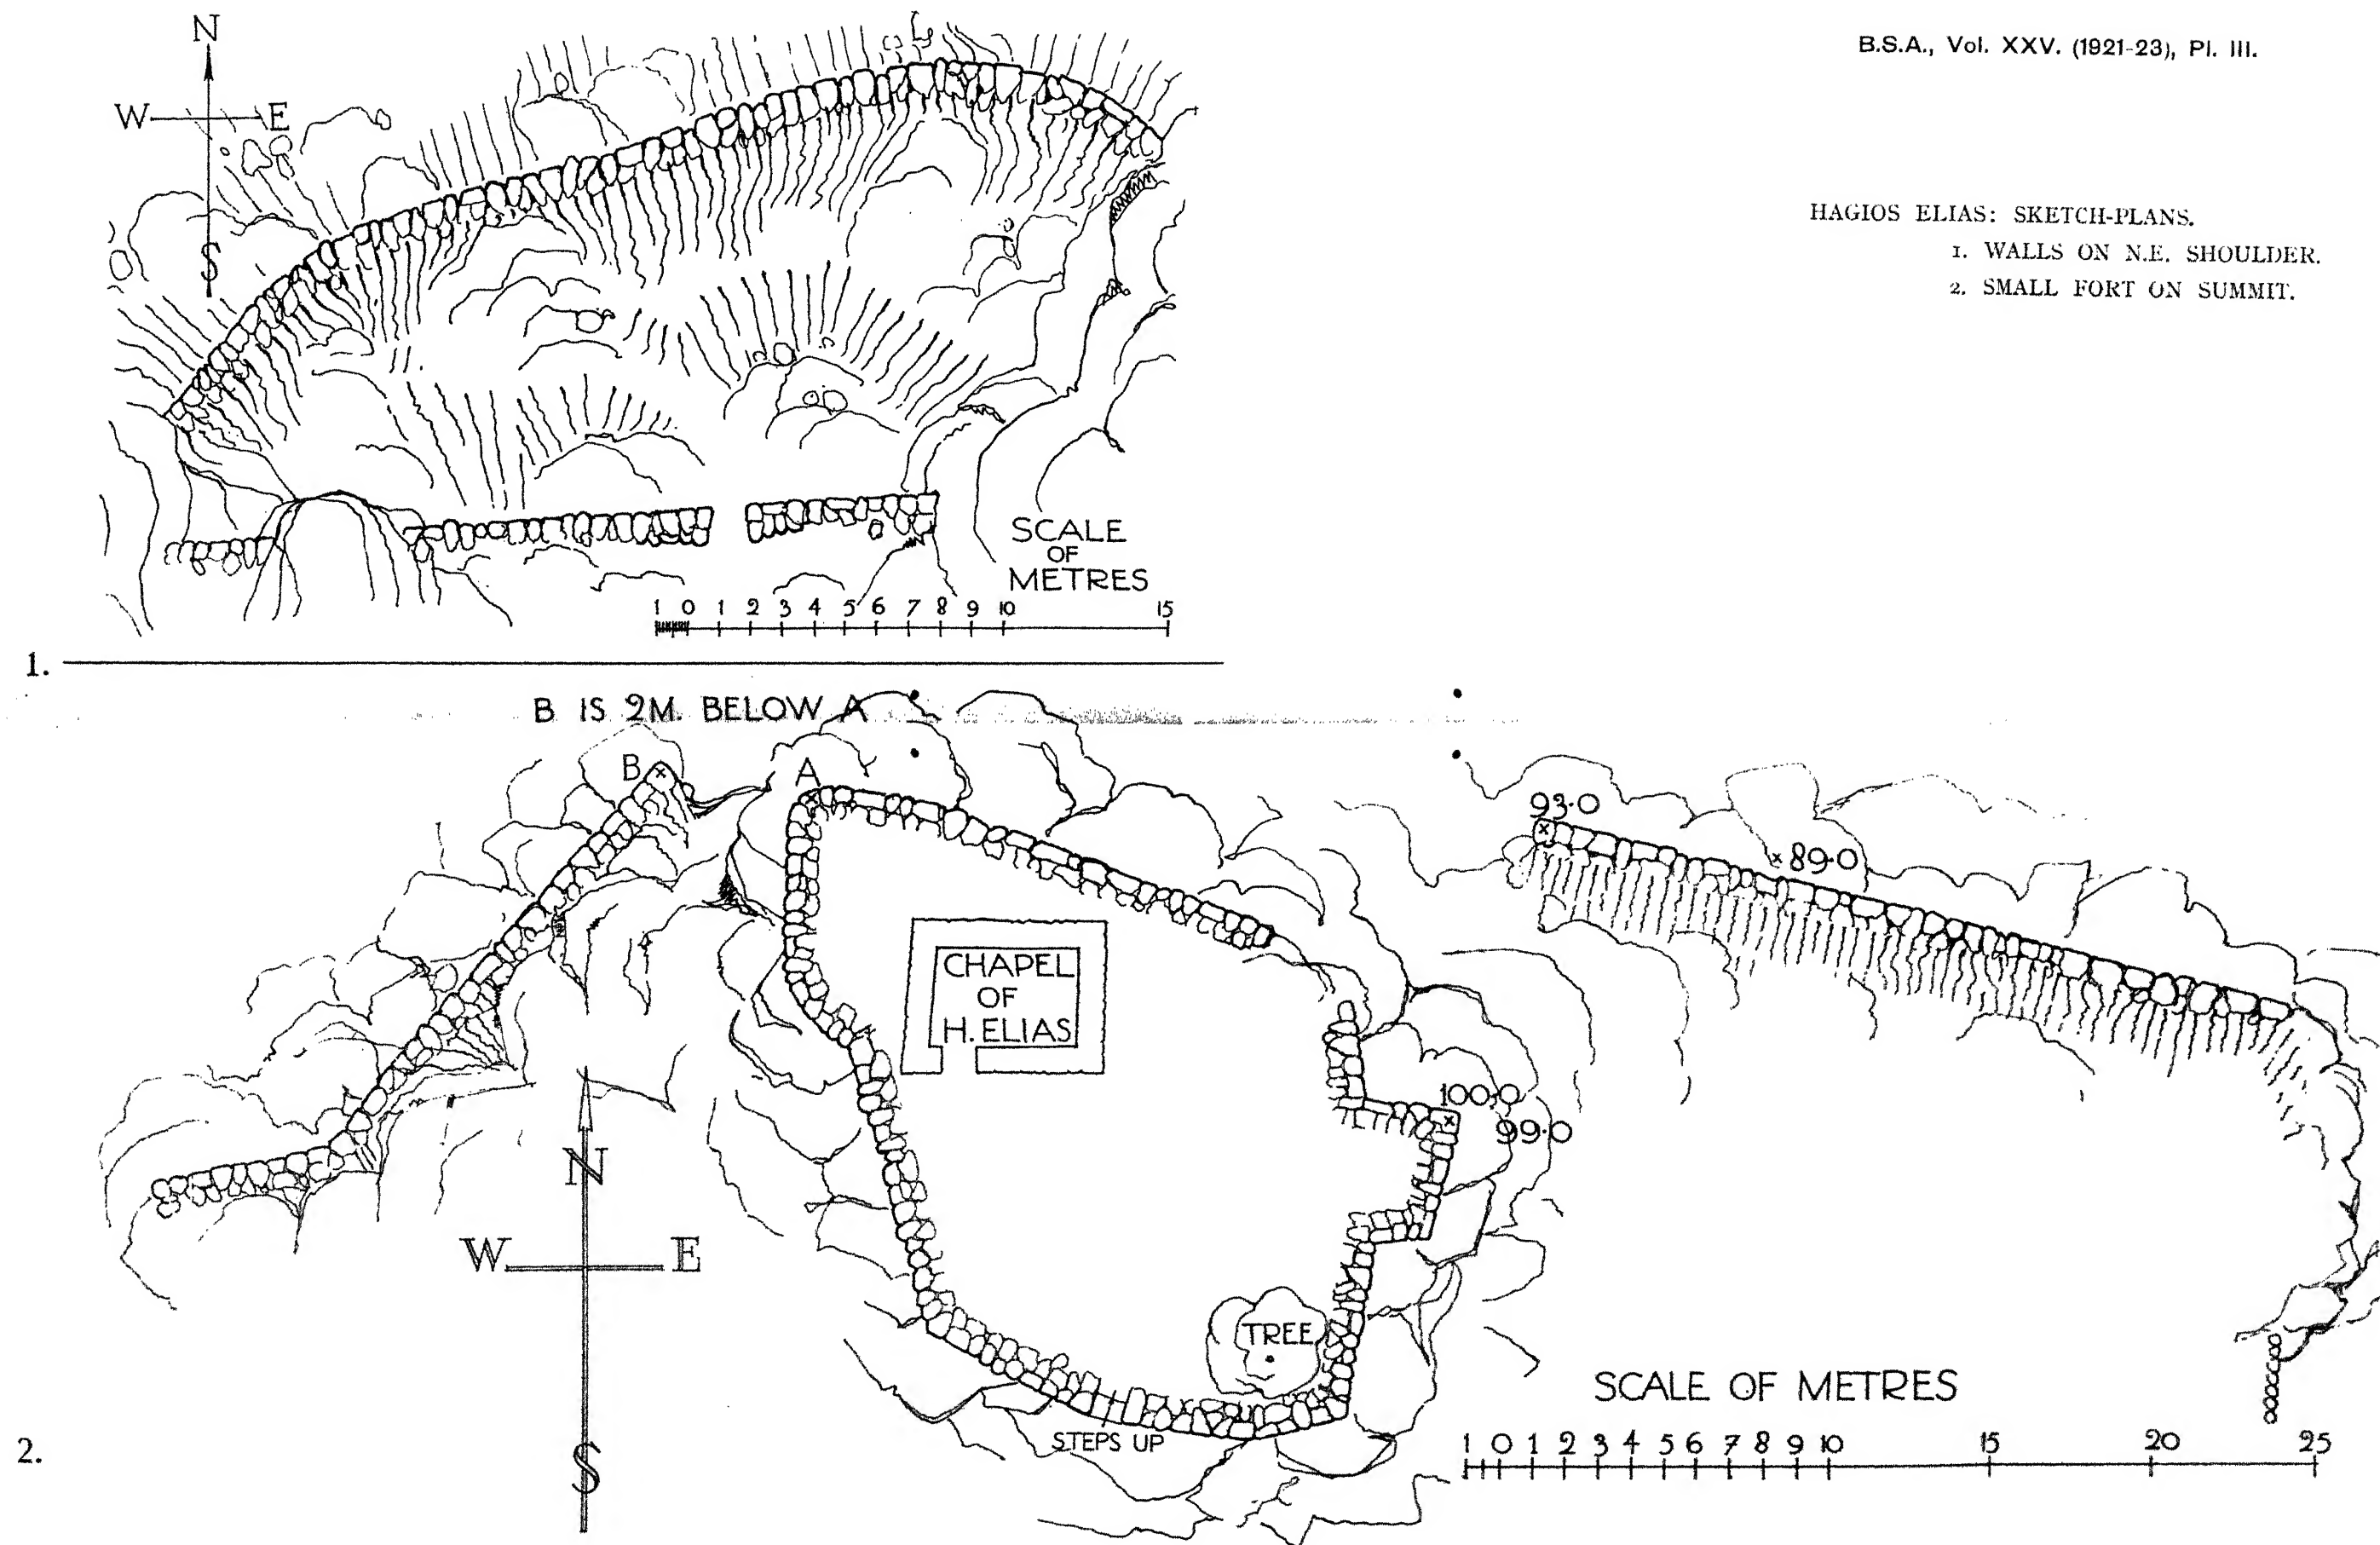 B.S.A., Vol. XXV. (1921-23), Pl. III.
HAGIOS ELIAS: SKETCH-PLANS.
1. WALLS ON N.E. SHOULDER.
2. SMALL FORT ON SUMMIT.
N
W E
S
SCALE
OF
METRES
1 0 1 2 3 4 5 6 7 8 9 10 15
1.
B IS 2M. BELOW A
B
A
93·0
89·0
CHAPEL
OF
H. ELIAS
100·0
99·0
N
W E
S
TREE
STEPS UP
SCALE OF METRES
1 0 1 2 3 4 5 6 7 8 9 10 15 20 25
2.